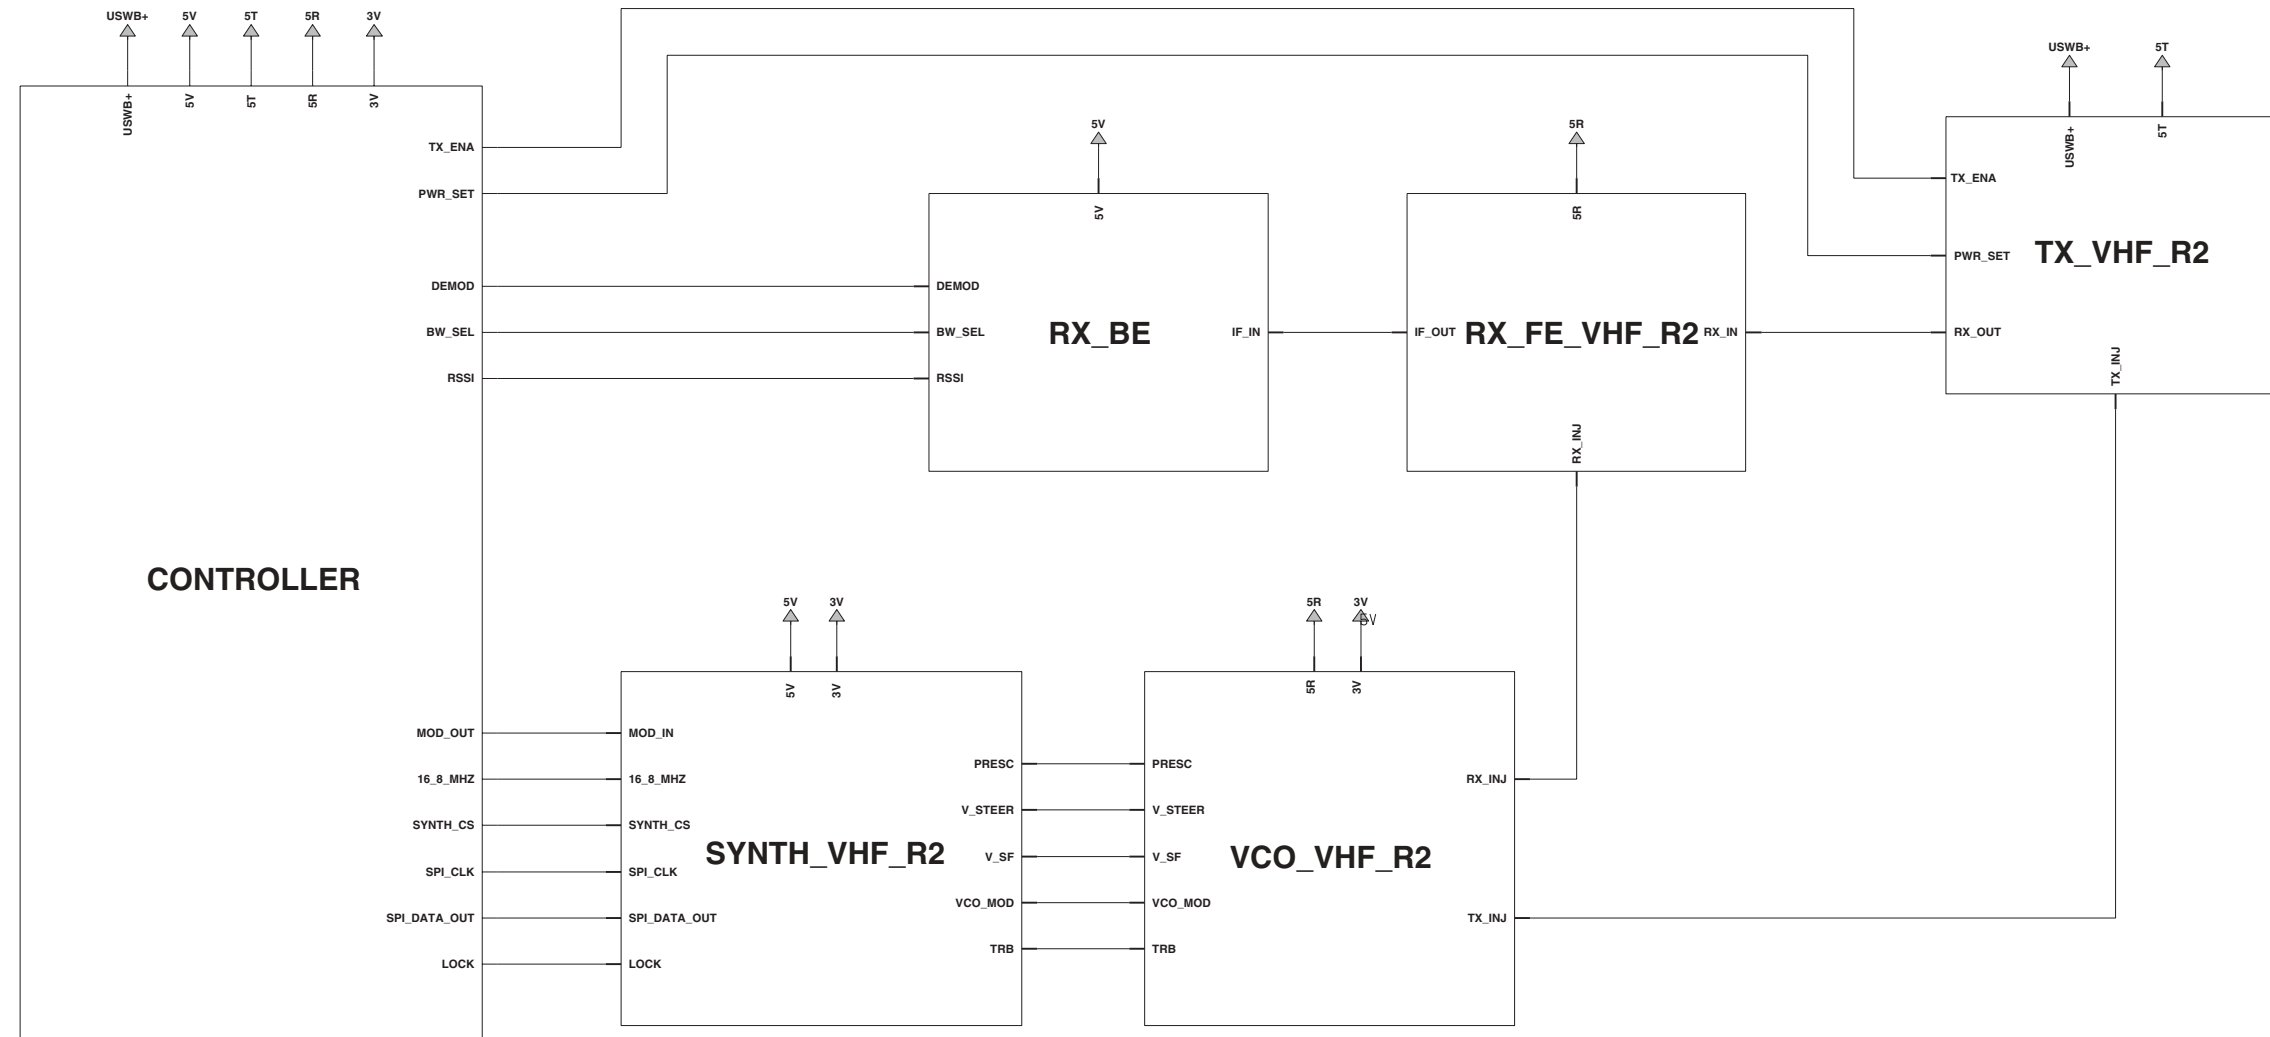 USWB+ 5V 5T 5R 3V
USWB+ 5V 5T 5R 3V
TX_ENA
PWR_SET
DEMOD
BW_SEL
RSSI
CONTROLLER
MOD_OUT
16_8_MHZ
SYNTH_CS
SPI_CLK
SPI_DATA_OUT
LOCK
5V
5V
DEMOD
BW_SEL
RSSI
RX_BE
IF_IN
5R
5R
IF_OUT
RX_FE_VHF_R2
RX_IN
RX_INJ
USWB+ 5T
USWB+ 5T
TX_ENA
PWR_SET
TX_VHF_R2
RX_OUT
TX_INJ
5V 3V
5V 3V
MOD_IN
16_8_MHZ
SYNTH_CS
SPI_CLK
SPI_DATA_OUT
LOCK
SYNTH_VHF_R2
PRESC
V_STEER
V_SF
VCO_MOD
TRB
5R 3V
5V
5R 3V
PRESC
V_STEER
V_SF
VCO_MOD
TRB
VCO_VHF_R2
RX_INJ
TX_INJ